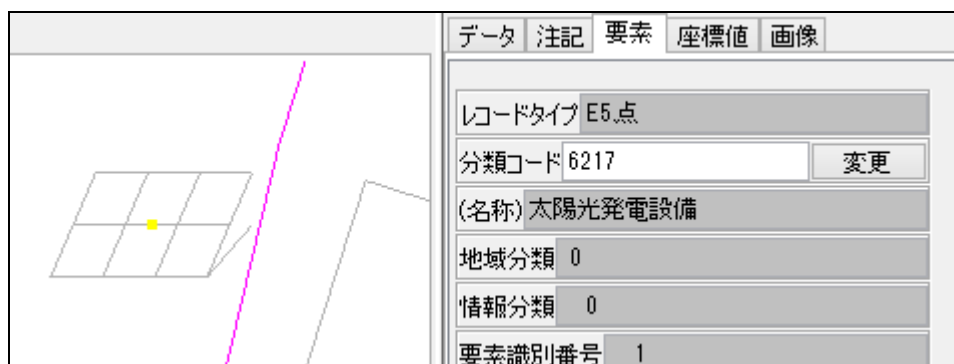 データ 注記 要素 座標値 画像
レコードタイプ E5.点
分類コード 6217 変更
(名称) 太陽光発電設備
地域分類 0
情報分類 0
要素識別番号 1